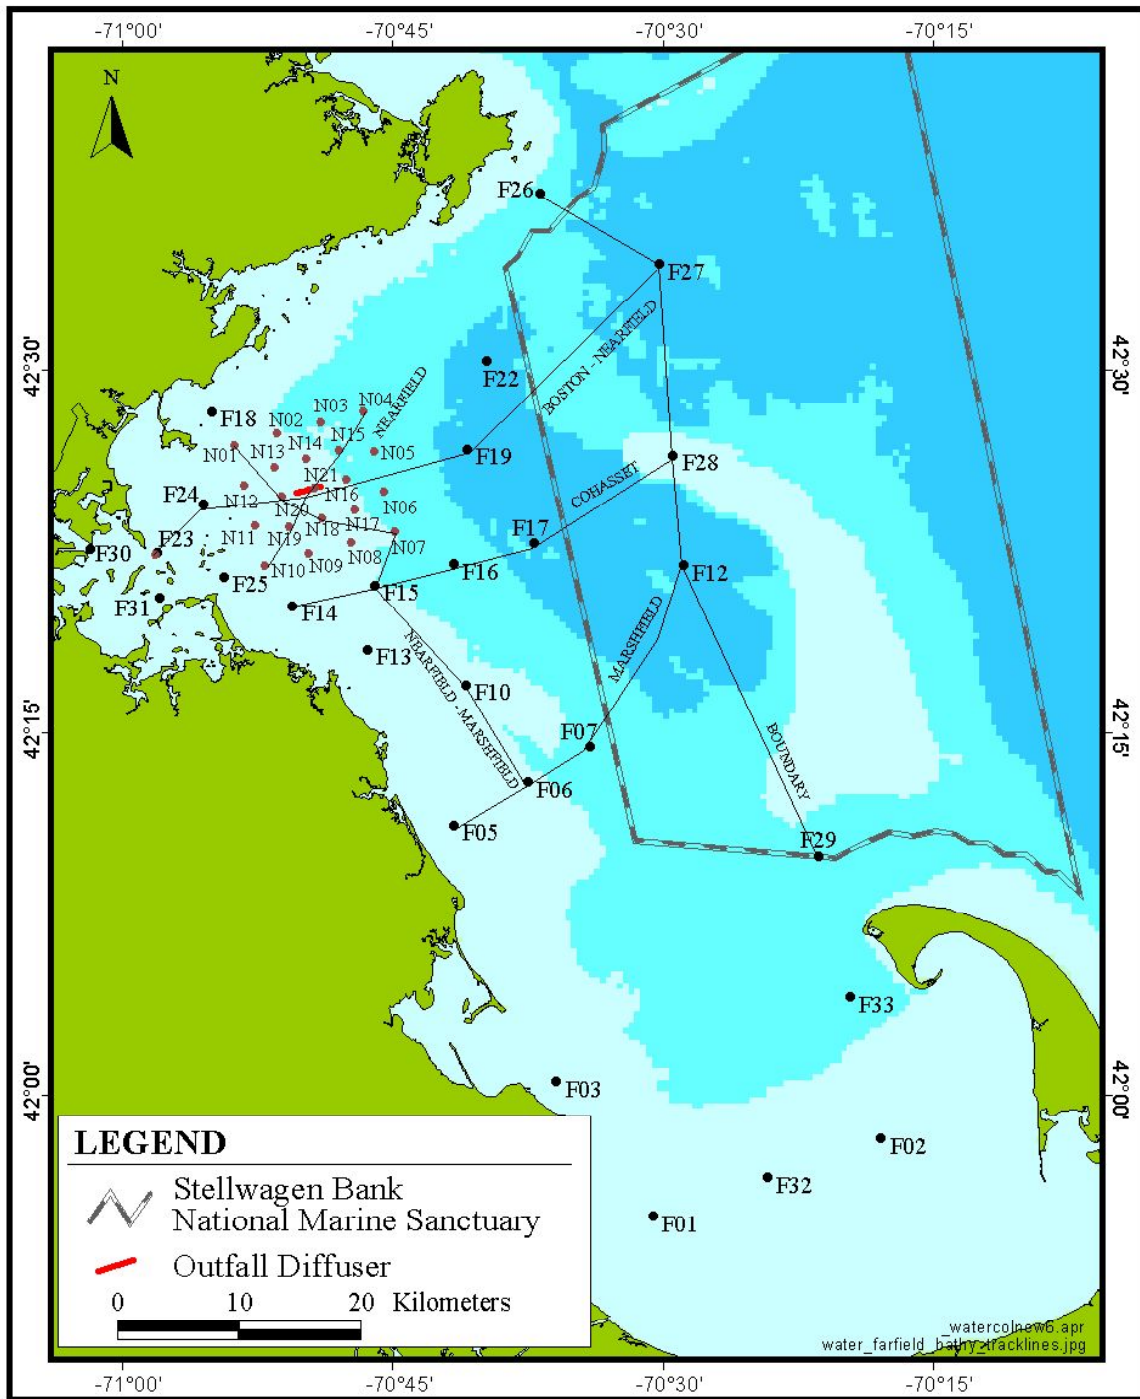 -71°00' -70°45' -70°30' -70°15'
N
F26
F27
42°30' 42°30'
F22
BOSTON - NEARFIELD
NEARFIELD
F18
N04
N03
N02
N15
N05
N01
N14
N13
F19
F28
N21
COHASSET
F24
N12
N16
N06
N20
N18
N17
F17
N11
N19
F23
N07
N08
F30
N09
F16
F12
N10
F25
F15
F31
F14
MARSHFIELD
F13
NEARFIELD - MARSHFIELD
F10
F07
42°15' 42°15'
BOUNDARY
F06
F05
F29
F33
F03
42°00' 42°00'
F02
F32
F01
LEGEND
Stellwagen Bank
National Marine Sanctuary
Outfall Diffuser
0 10 20 Kilometers
_watercolnew6.apr
water_farfield_bathy_tracklines.jpg
-71°00' -70°45' -70°30' -70°15'